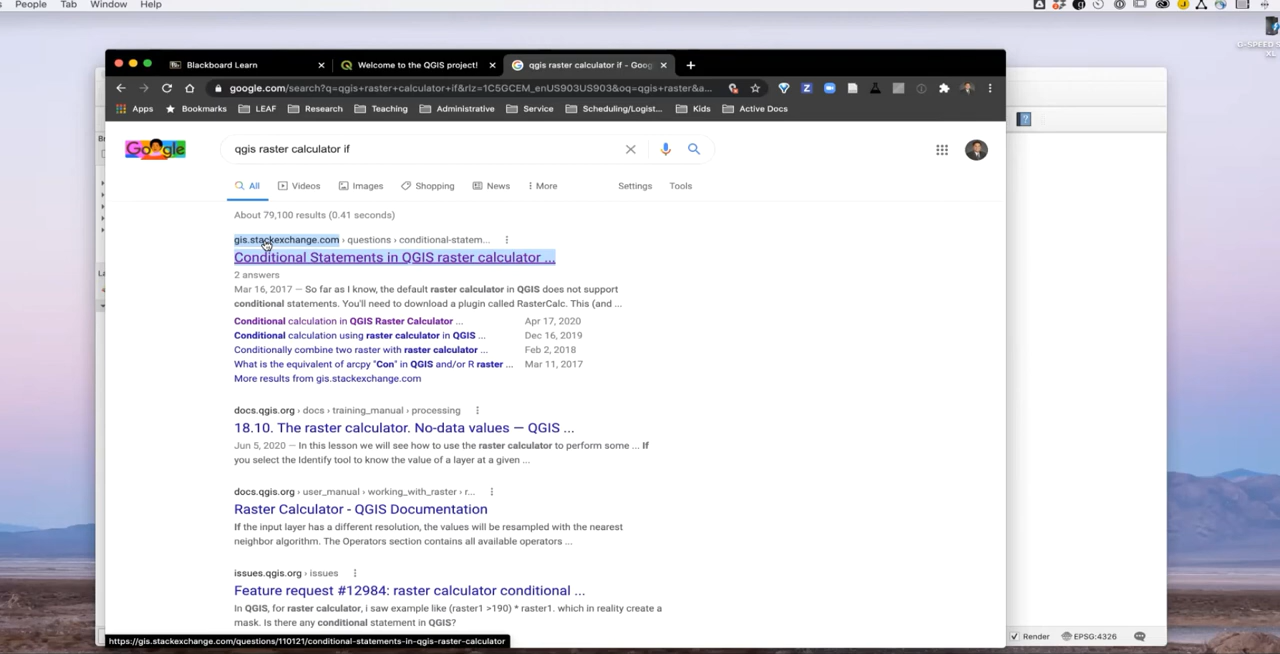 People Tab Window Help
Blackboard Learn × Welcome to the QGIS project! × qgis raster calculator if - Goog × +
google.com/search?q=qgis+raster+calculator+if&rlz=1C5GCEM_enUS903US903&oq=qgis+raster&a...
Apps Bookmarks LEAF Research Teaching Administrative Service Scheduling/Logist... Kids Active Docs
Google
qgis raster calculator if
All Videos Images Shopping News More Settings Tools
About 79,100 results (0.41 seconds)
gis.stackexchange.com › questions › conditional-statem...
Conditional Statements in QGIS raster calculator ...
2 answers
Mar 16, 2017 — So far as I know, the default raster calculator in QGIS does not support
conditional statements. You'll need to download a plugin called RasterCalc. This (and ...
Conditional calculation in QGIS Raster Calculator ... Apr 17, 2020
Conditional calculation using raster calculator in QGIS ... Dec 16, 2019
Conditionally combine two raster with raster calculator ... Feb 2, 2018
What is the equivalent of arcpy "Con" in QGIS and/or R raster ... Mar 11, 2017
More results from gis.stackexchange.com
docs.qgis.org › docs › training_manual › processing
18.10. The raster calculator. No-data values — QGIS ...
Jun 5, 2020 — In this lesson we will see how to use the raster calculator to perform some ... If
you select the Identify tool to know the value of a layer at a given ...
docs.qgis.org › user_manual › working_with_raster › r...
Raster Calculator - QGIS Documentation
If the input layer has a different resolution, the values will be resampled with the nearest
neighbor algorithm. The Operators section contains all available operators ...
issues.qgis.org › issues
Feature request #12984: raster calculator conditional ...
In QGIS, for raster calculator, i saw example like (raster1 >190) * raster1. which in reality create a
mask. Is there any conditional statement in QGIS?
https://gis.stackexchange.com/questions/110121/conditional-statements-in-qgis-raster-calculator
Render EPSG:4326